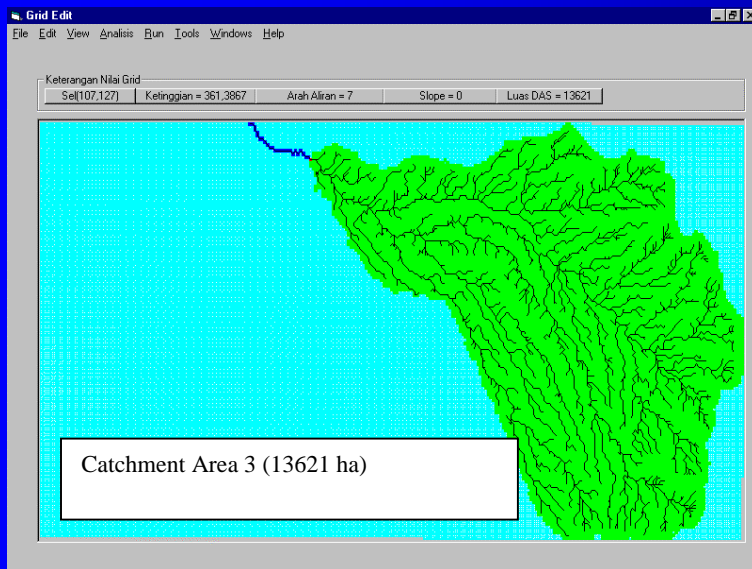 Grid Edit
File Edit View Analisis Run Tools Windows Help
Keterangan Nilai Grid
Sel(107,127) Ketinggian = 361,3867 Arah Aliran = 7 Slope = 0 Luas DAS = 13621
Catchment Area 3 (13621 ha)